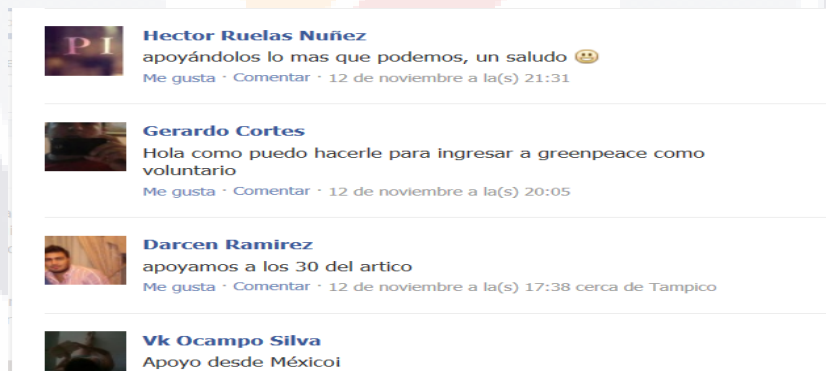 PI
Hector Ruelas Nuñez
apoyándolos lo mas que podemos, un saludo
Me gusta · Comentar · 12 de noviembre a la(s) 21:31
Gerardo Cortes
Hola como puedo hacerle para ingresar a greenpeace como
voluntario
Me gusta · Comentar · 12 de noviembre a la(s) 20:05
Darcen Ramirez
apoyamos a los 30 del artico
Me gusta · Comentar · 12 de noviembre a la(s) 17:38 cerca de Tampico
Vk Ocampo Silva
Apoyo desde Méxicoi